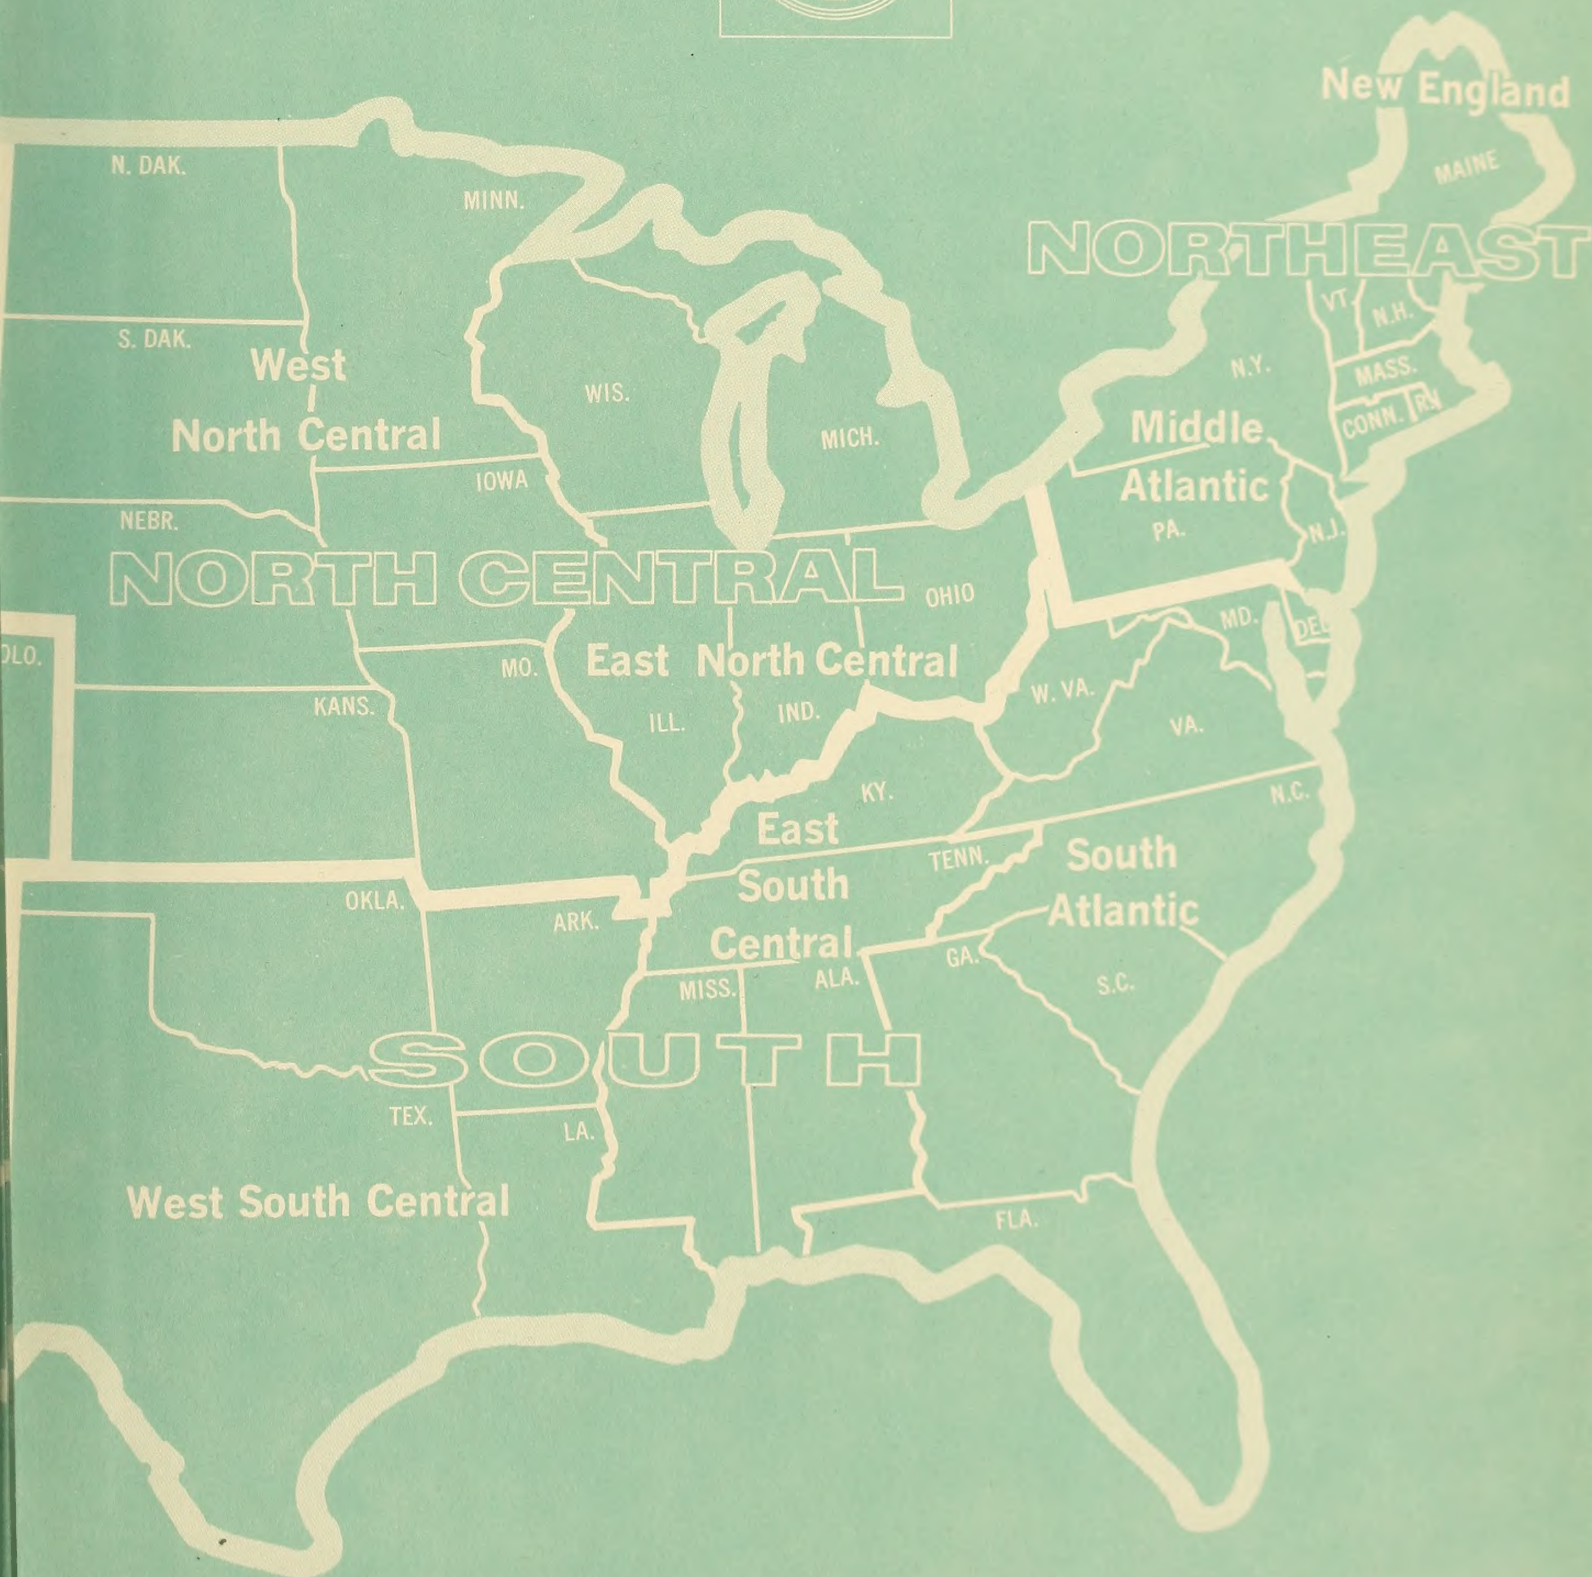 New England
MAINE
N. DAK.
MINN.
NORTHEAST
VT.
N.H.
S. DAK.
West
North Central
WIS.
N.Y.
MASS.
CONN.
R.I.
MICH.
Middle
Atlantic
IOWA
NEBR.
PA.
N.J.
NORTH CENTRAL
OHIO
MD.
DEL.
OLO.
MO.
East North Central
KANS.
ILL.
IND.
W. VA.
VA.
KY.
N.C.
East
South
Central
TENN.
South
Atlantic
OKLA.
ARK.
GA.
MISS.
ALA.
S.C.
SOUTH
TEX.
LA.
West South Central
FLA.